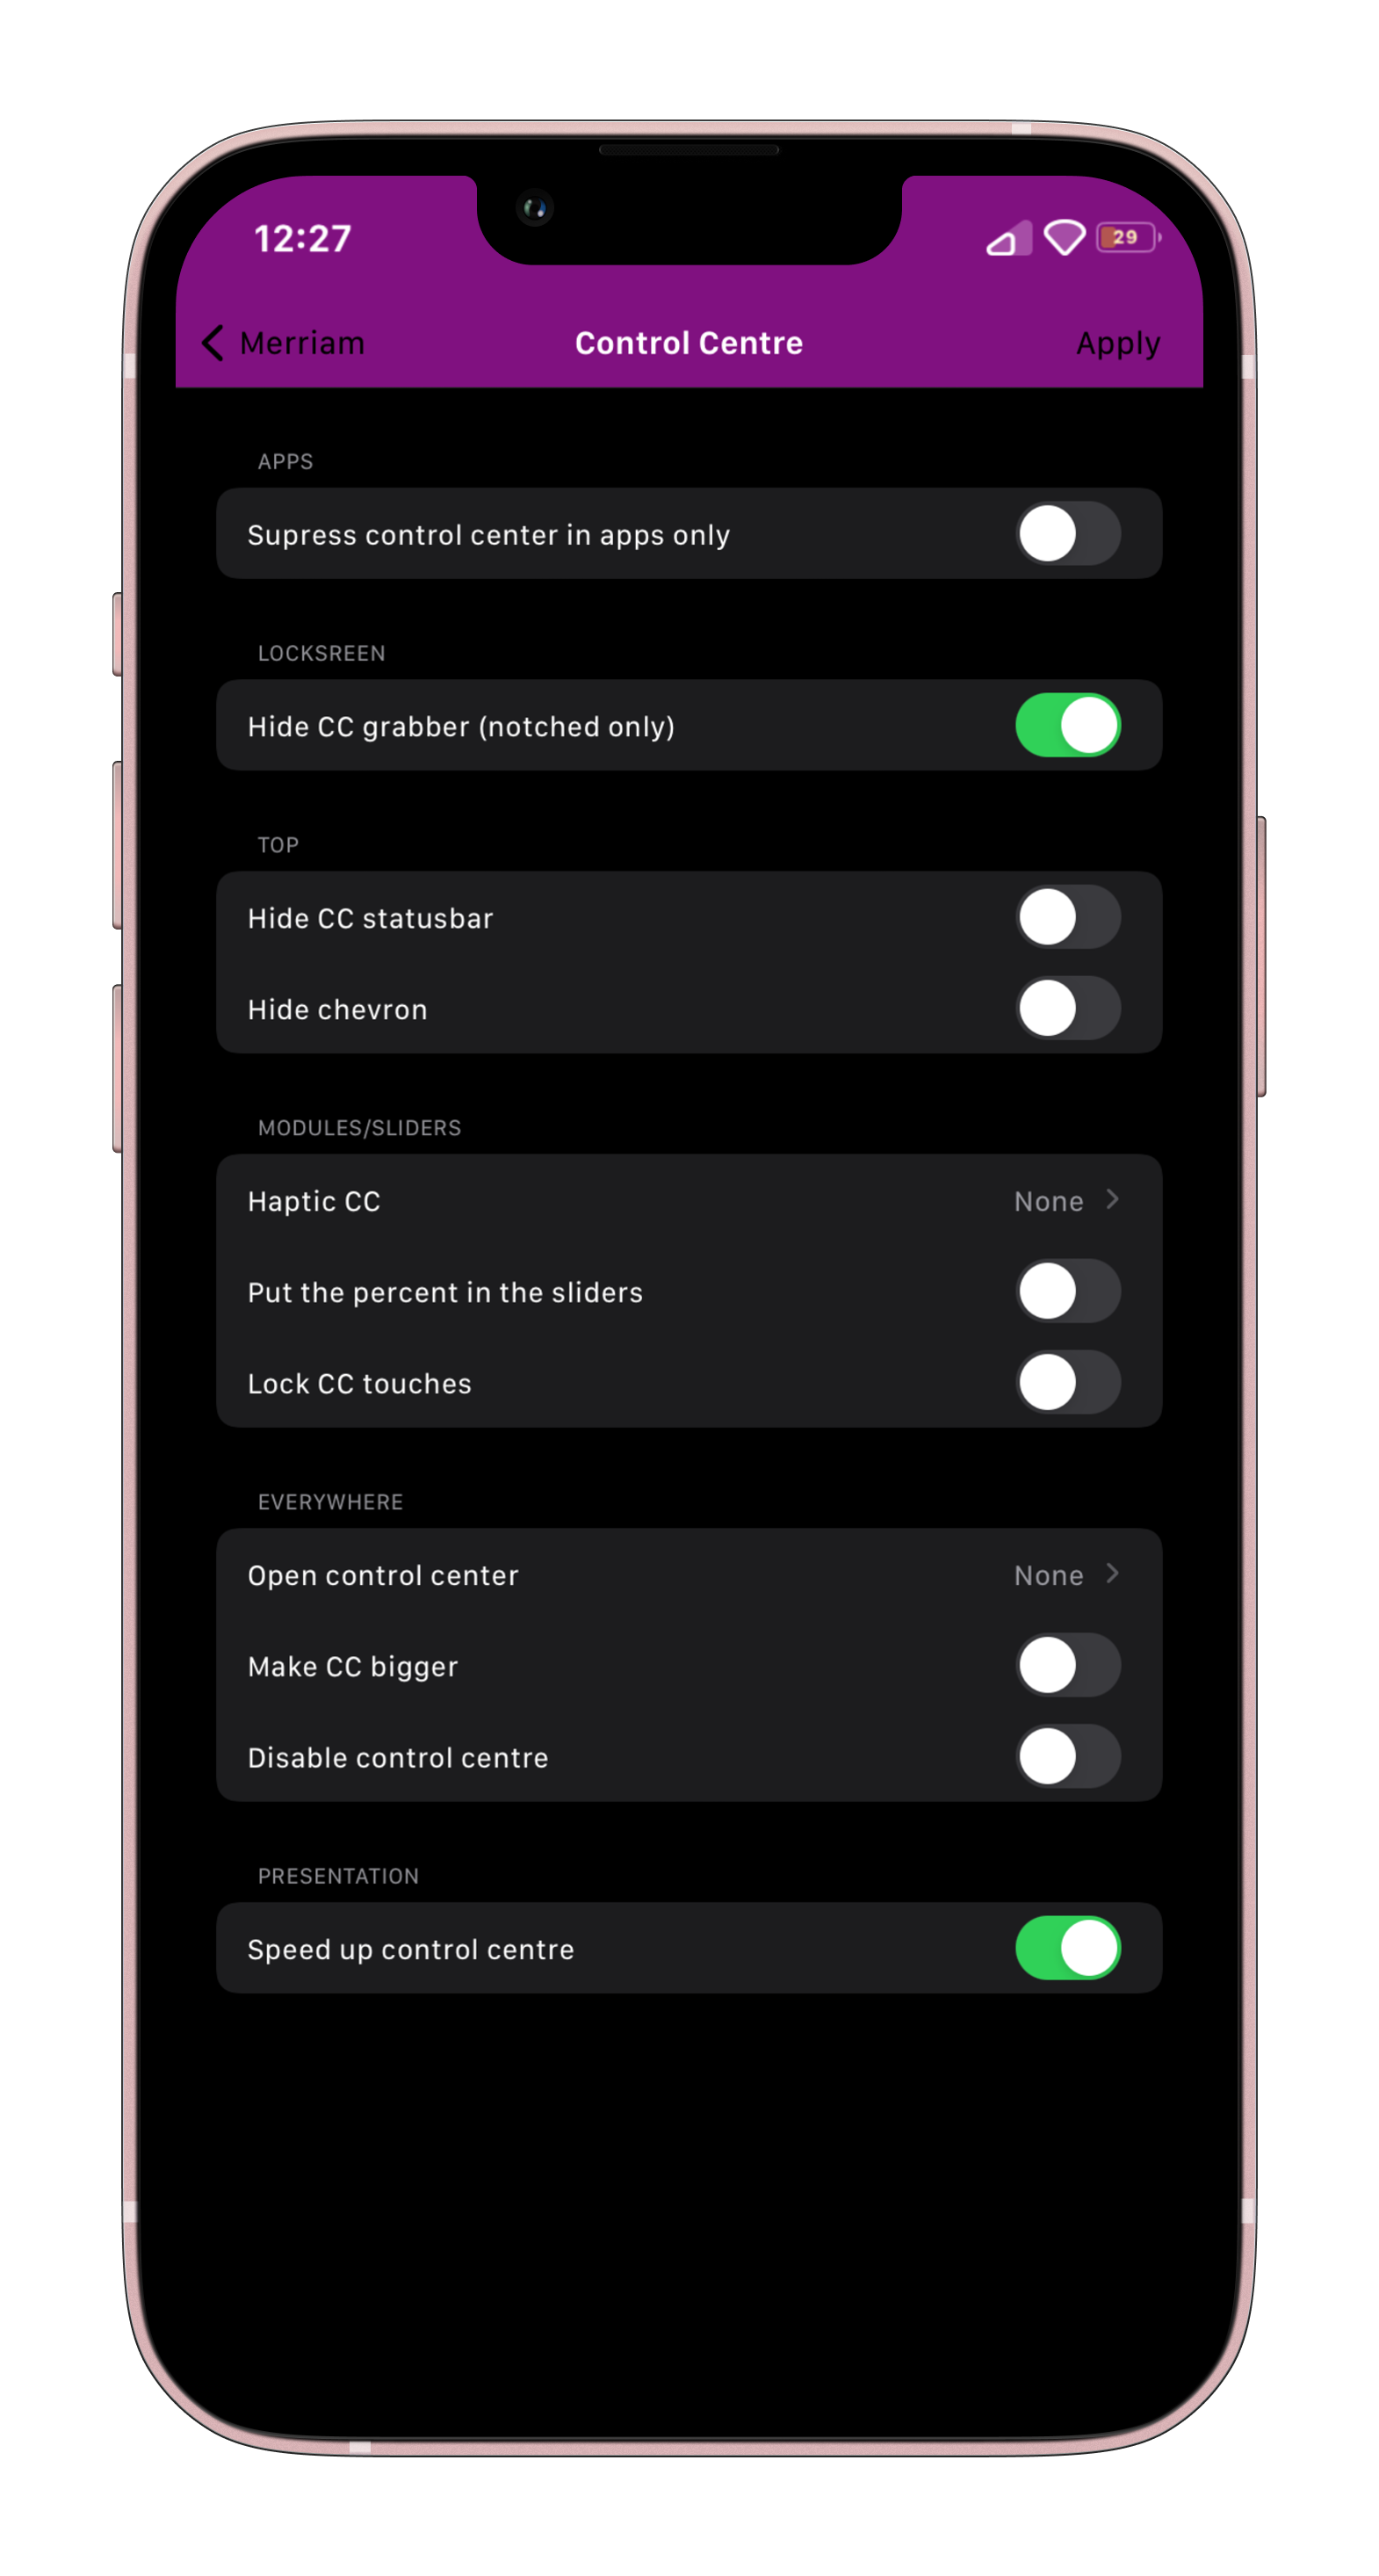 12:27
29
Merriam
Control Centre
Apply
APPS
Supress control center in apps only
LOCKSREEN
Hide CC grabber (notched only)
TOP
Hide CC statusbar
Hide chevron
MODULES/SLIDERS
Haptic CC
None
Put the percent in the sliders
Lock CC touches
EVERYWHERE
Open control center
None
Make CC bigger
Disable control centre
PRESENTATION
Speed up control centre